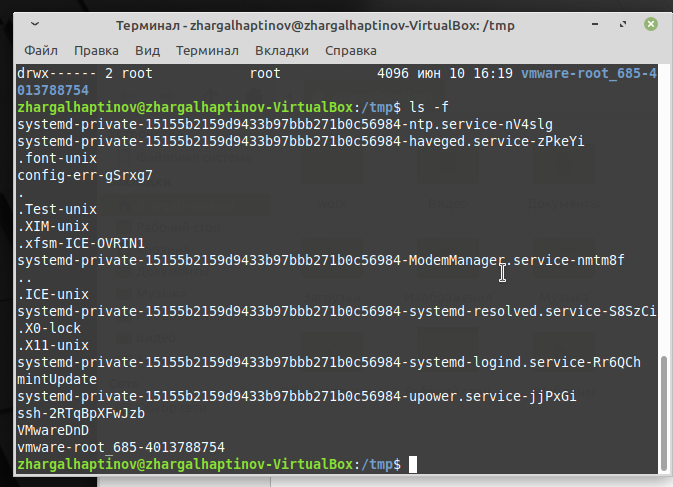 Терминал - zhargalhaptinov@zhargalhaptinov-VirtualBox: /tmp
Файл Правка Вид Терминал Вкладки Справка
drwx------ 2 root root 4096 июн 10 16:19 vmware-root_685-4
013788754
zhargalhaptinov@zhargalhaptinov-VirtualBox:/tmp$ ls -f
systemd-private-15155b2159d9433b97bbb271b0c56984-ntp.service-nV4slg
systemd-private-15155b2159d9433b97bbb271b0c56984-haveged.service-zPkeYi
.font-unix
config-err-gSrxg7
.
.Test-unix
.XIM-unix
.xfsm-ICE-OVRIN1
systemd-private-15155b2159d9433b97bbb271b0c56984-ModemManager.service-nmtm8f
..
.ICE-unix
systemd-private-15155b2159d9433b97bbb271b0c56984-systemd-resolved.service-S8SzCi
.X0-lock
.X11-unix
systemd-private-15155b2159d9433b97bbb271b0c56984-systemd-logind.service-Rr6QCh
mintUpdate
systemd-private-15155b2159d9433b97bbb271b0c56984-upower.service-jjPxGi
ssh-2RTqBpXFwJzb
VMwareDnD
vmware-root_685-4013788754
zhargalhaptinov@zhargalhaptinov-VirtualBox:/tmp$